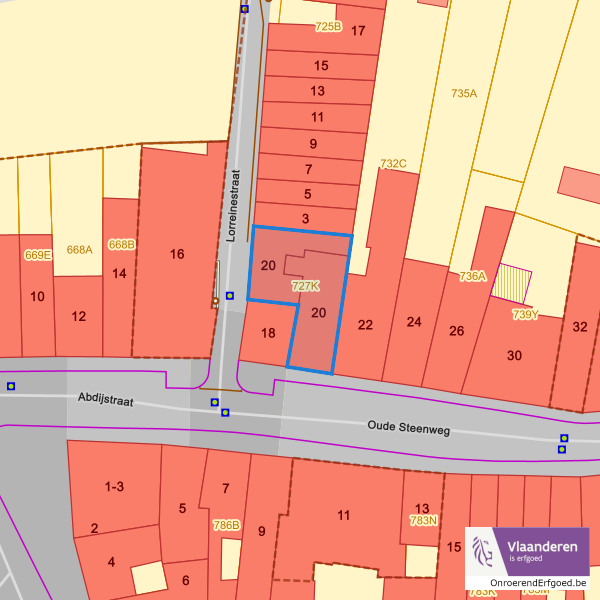 725B
17
15
13
11
9
7
5
3
735A
732C
Lorreinestraat
669E
668A
668B
16
10
12
14
20
727K
20
18
22
24
736A
26
739Y
30
32
Abdijstraat
Oude Steenweg
1-3
2
4
5
6
7
786B
9
11
13
783N
15
Vlaanderen
is erfgoed
OnroerendErfgoed.be